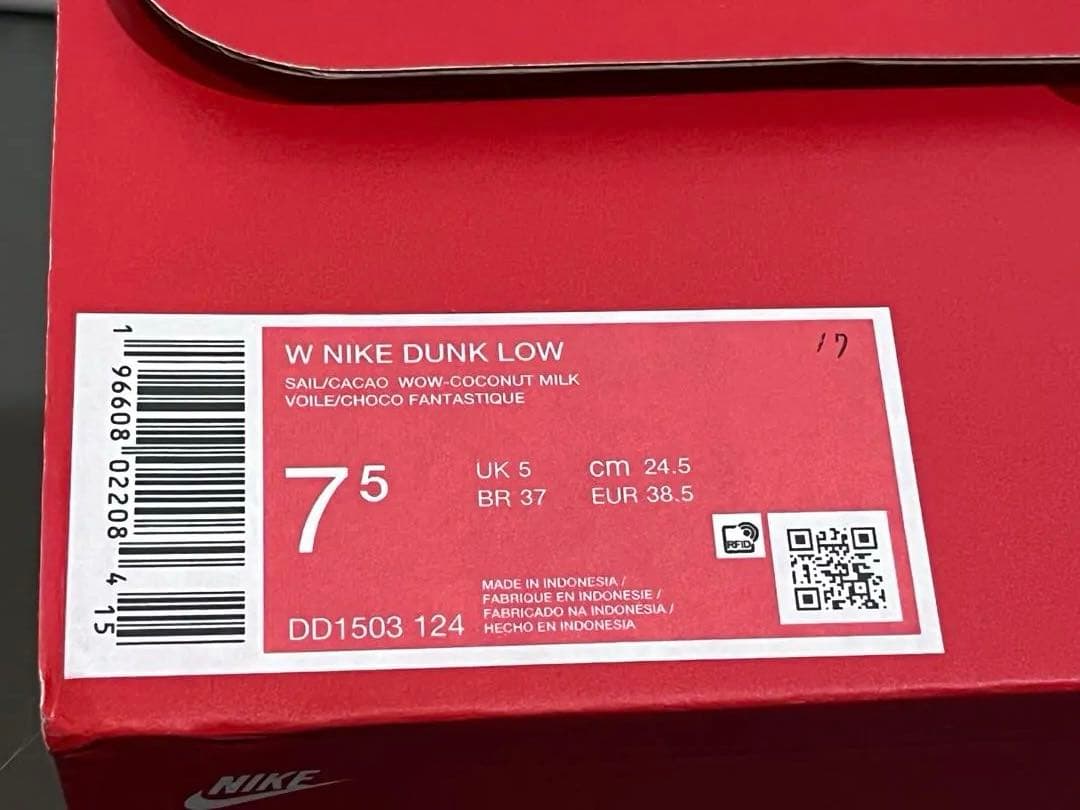 W NIKE DUNK LOW
17
SAIL/CACAO WOW-COCONUT MILK
VOILE/CHOCO FANTASTIQUE
7 5
UK 5 cm 24.5
BR 37 EUR 38.5
RFID
MADE IN INDONESIA /
FABRIQUE EN INDONESIE /
FABRICADO NA INDONÉSIA /
HECHO EN INDONESIA
DD1503 124
1 96608 02208 4 15
NIKE